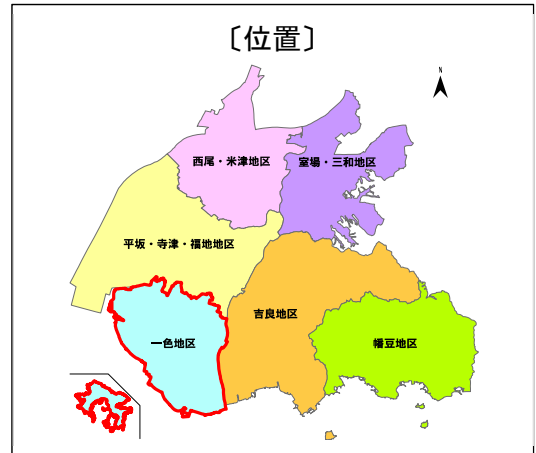 〔位置〕
N
西尾・米津地区
室場・三和地区
平坂・寺津・福地地区
吉良地区
一色地区
幡豆地区